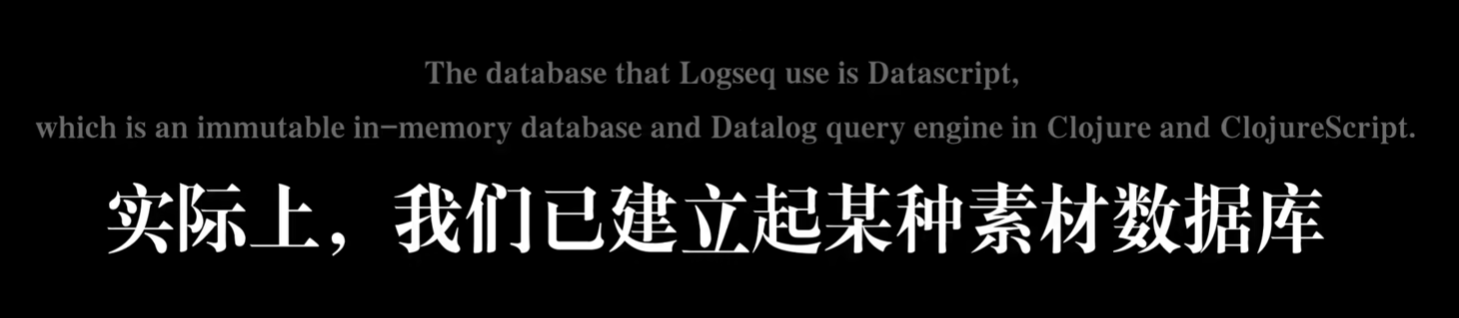 The database that Logseq use is Datascript,
which is an immutable in-memory database and Datalog query engine in Clojure and ClojureScript.
实际上，我们已建立起某种素材数据库